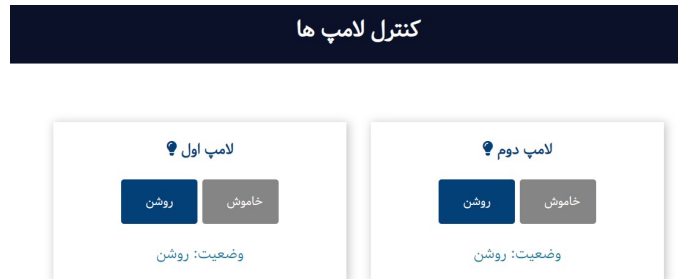 کنترل لامپ ها
لامپ دوم
خاموش
روشن
وضعیت: روشن
لامپ اول
خاموش
روشن
وضعیت: روشن